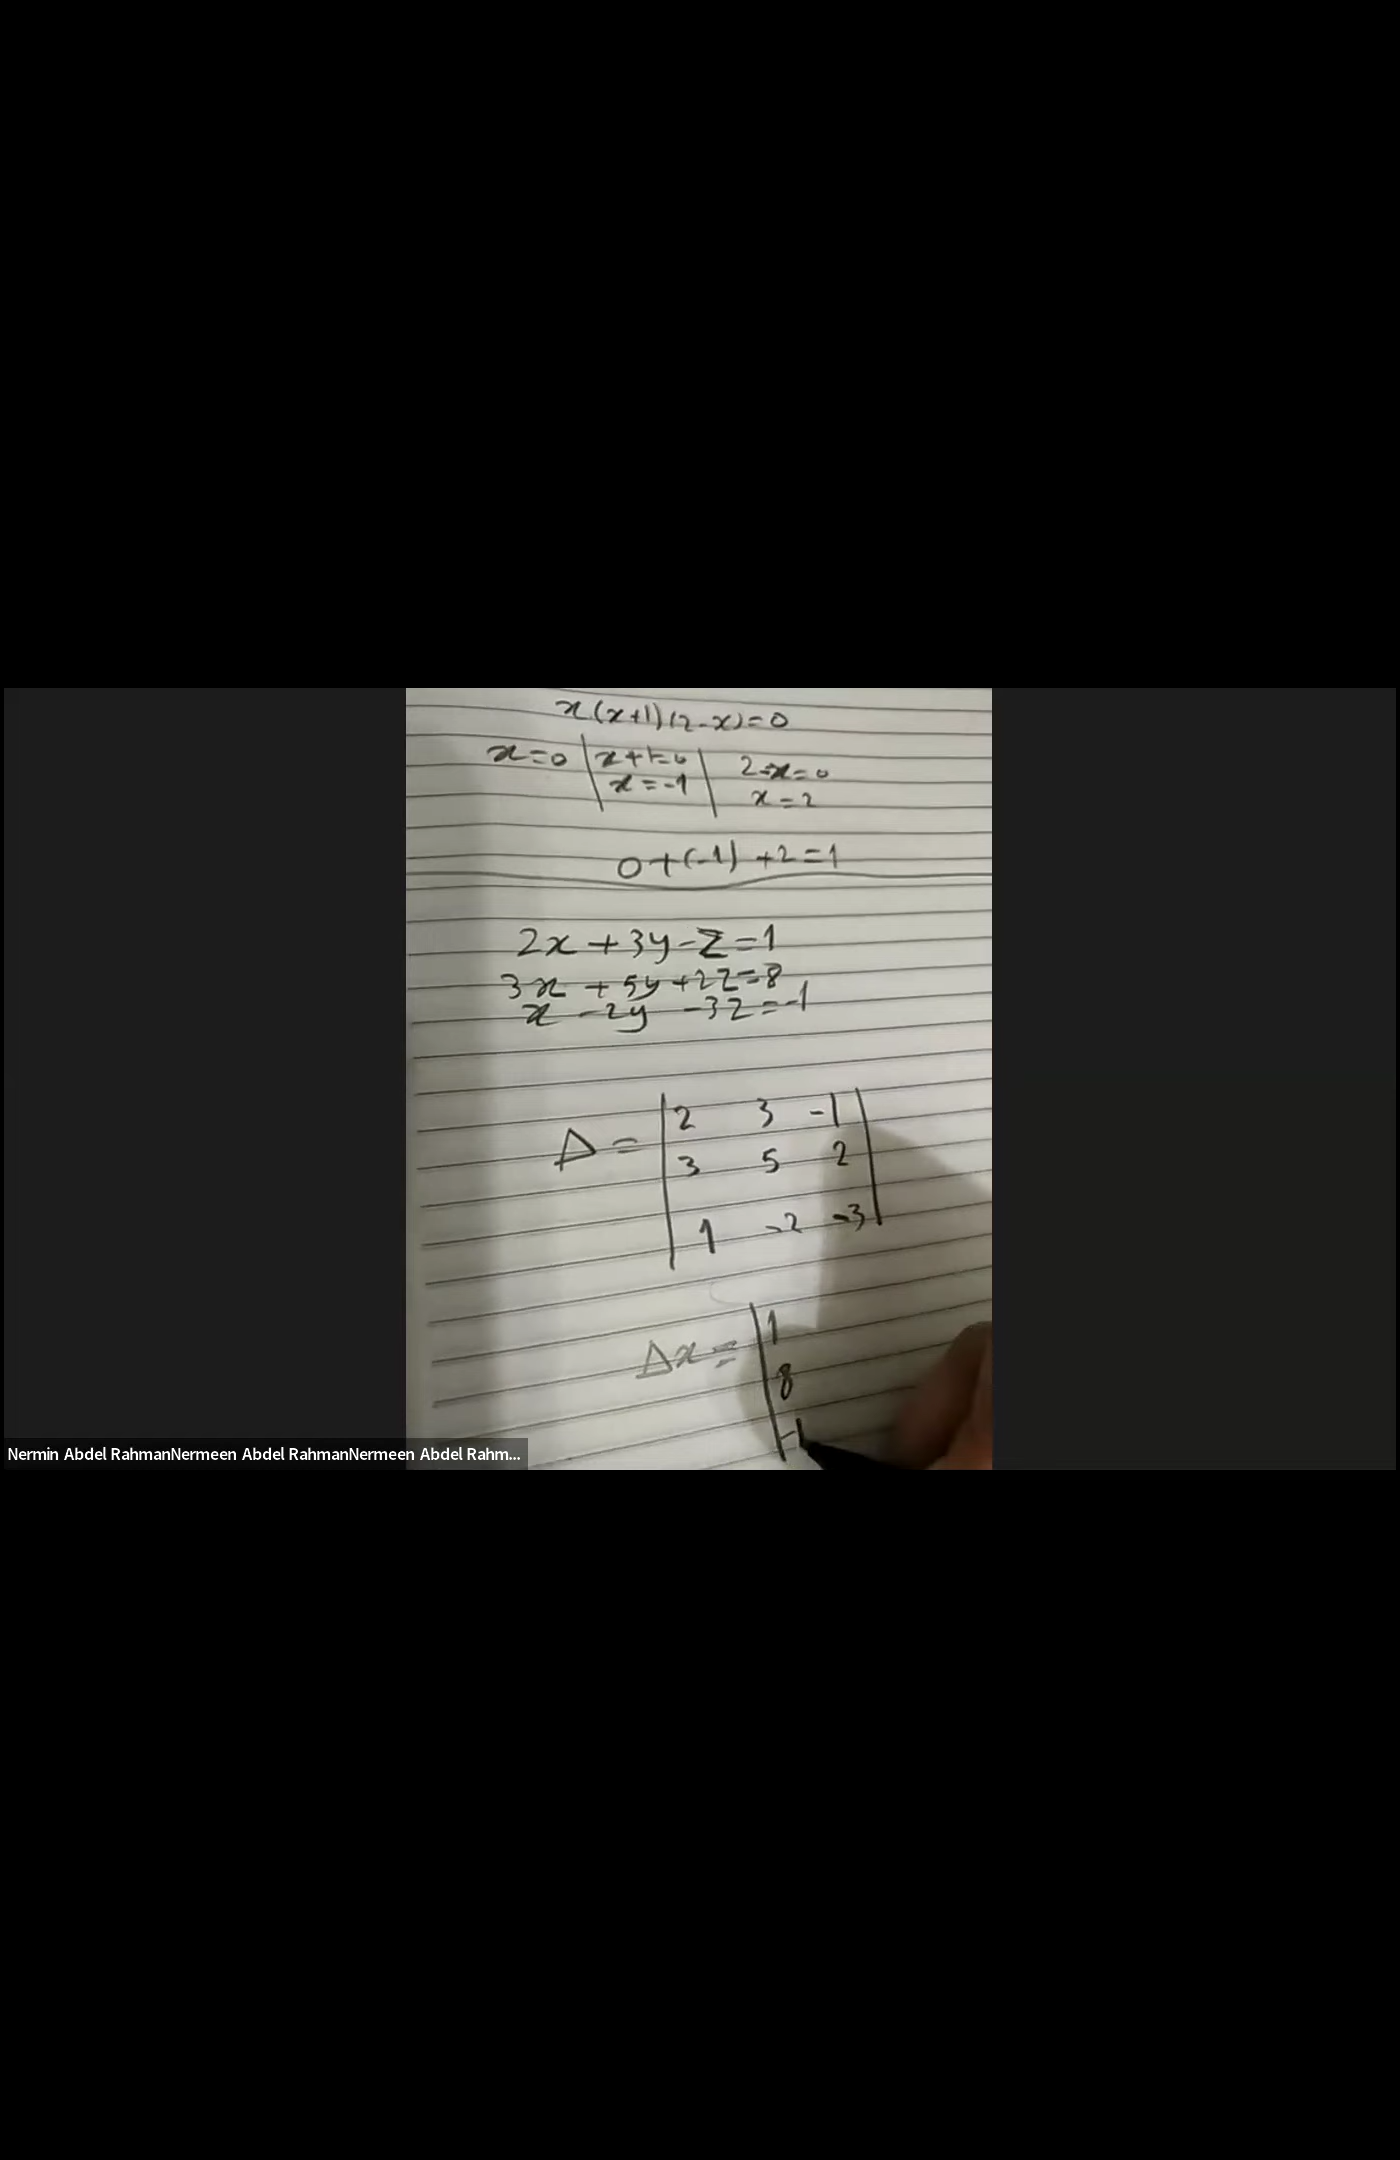 x(x+1)(2-x)=0
x=0 | x+1=0 | 2-x=0
x=-1 | x=2
0+(-1)+2=1
2x+3y-z=1
3x+5y+2z=8
x-2y-3z=-1
Δ= | 2 3 -1 |
3 5 2
1 -2 -3
Δx= | 1
8
-1
Nermin Abdel RahmanNermeen Abdel RahmanNermeen Abdel Rahm...